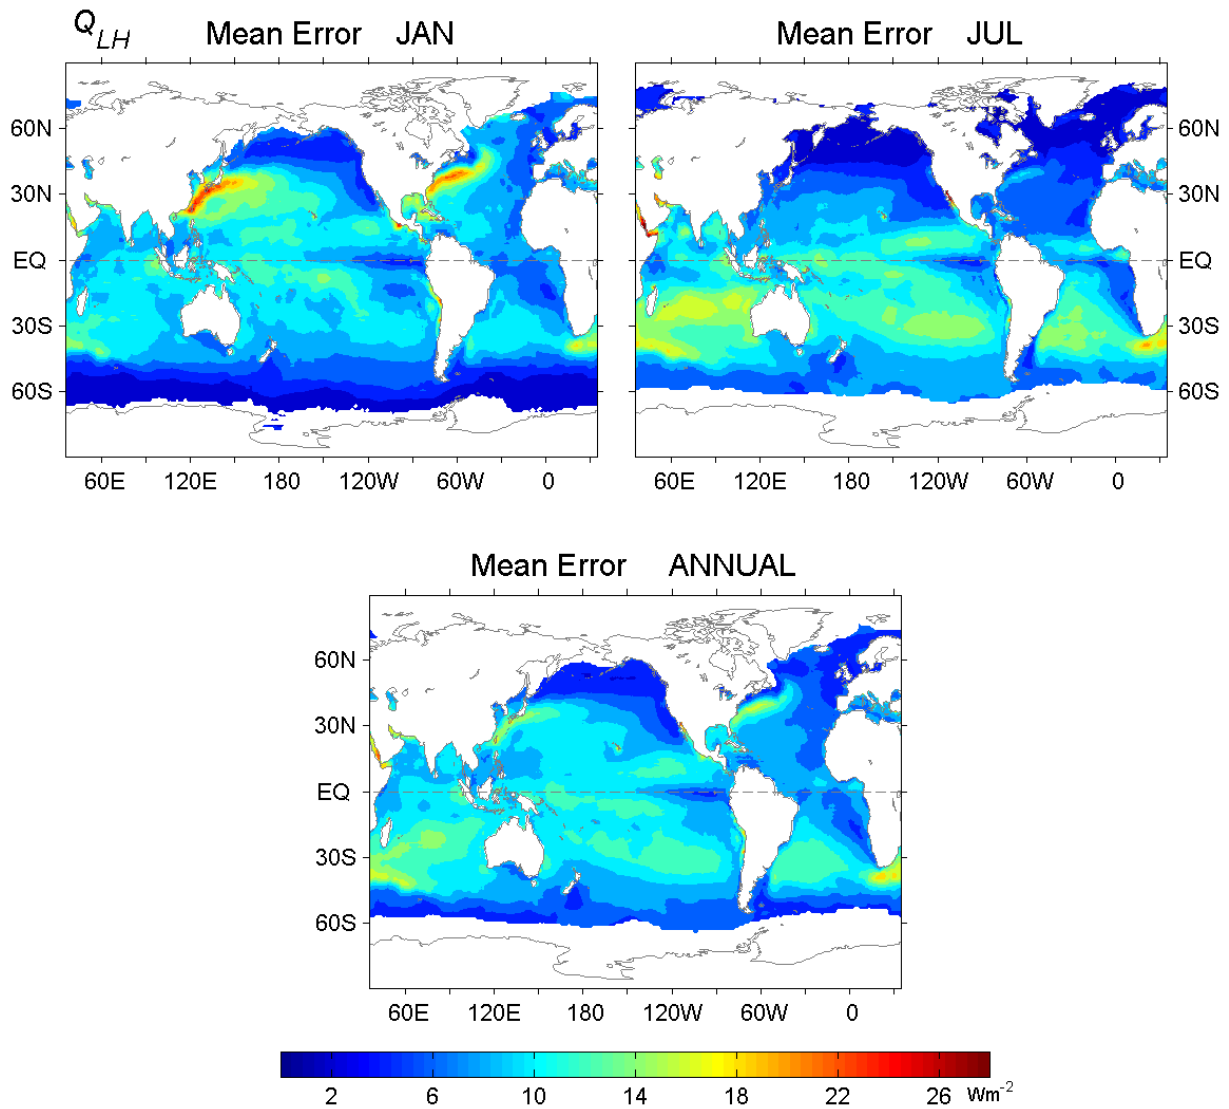 Q_LH Mean Error JAN Mean Error JUL
60N 60N
30N 30N
EQ EQ
30S 30S
60S 60S
60E 120E 180 120W 60W 0 60E 120E 180 120W 60W 0
Mean Error ANNUAL
60N
30N
EQ
30S
60S
60E 120E 180 120W 60W 0
2 6 10 14 18 22 26 Wm⁻²